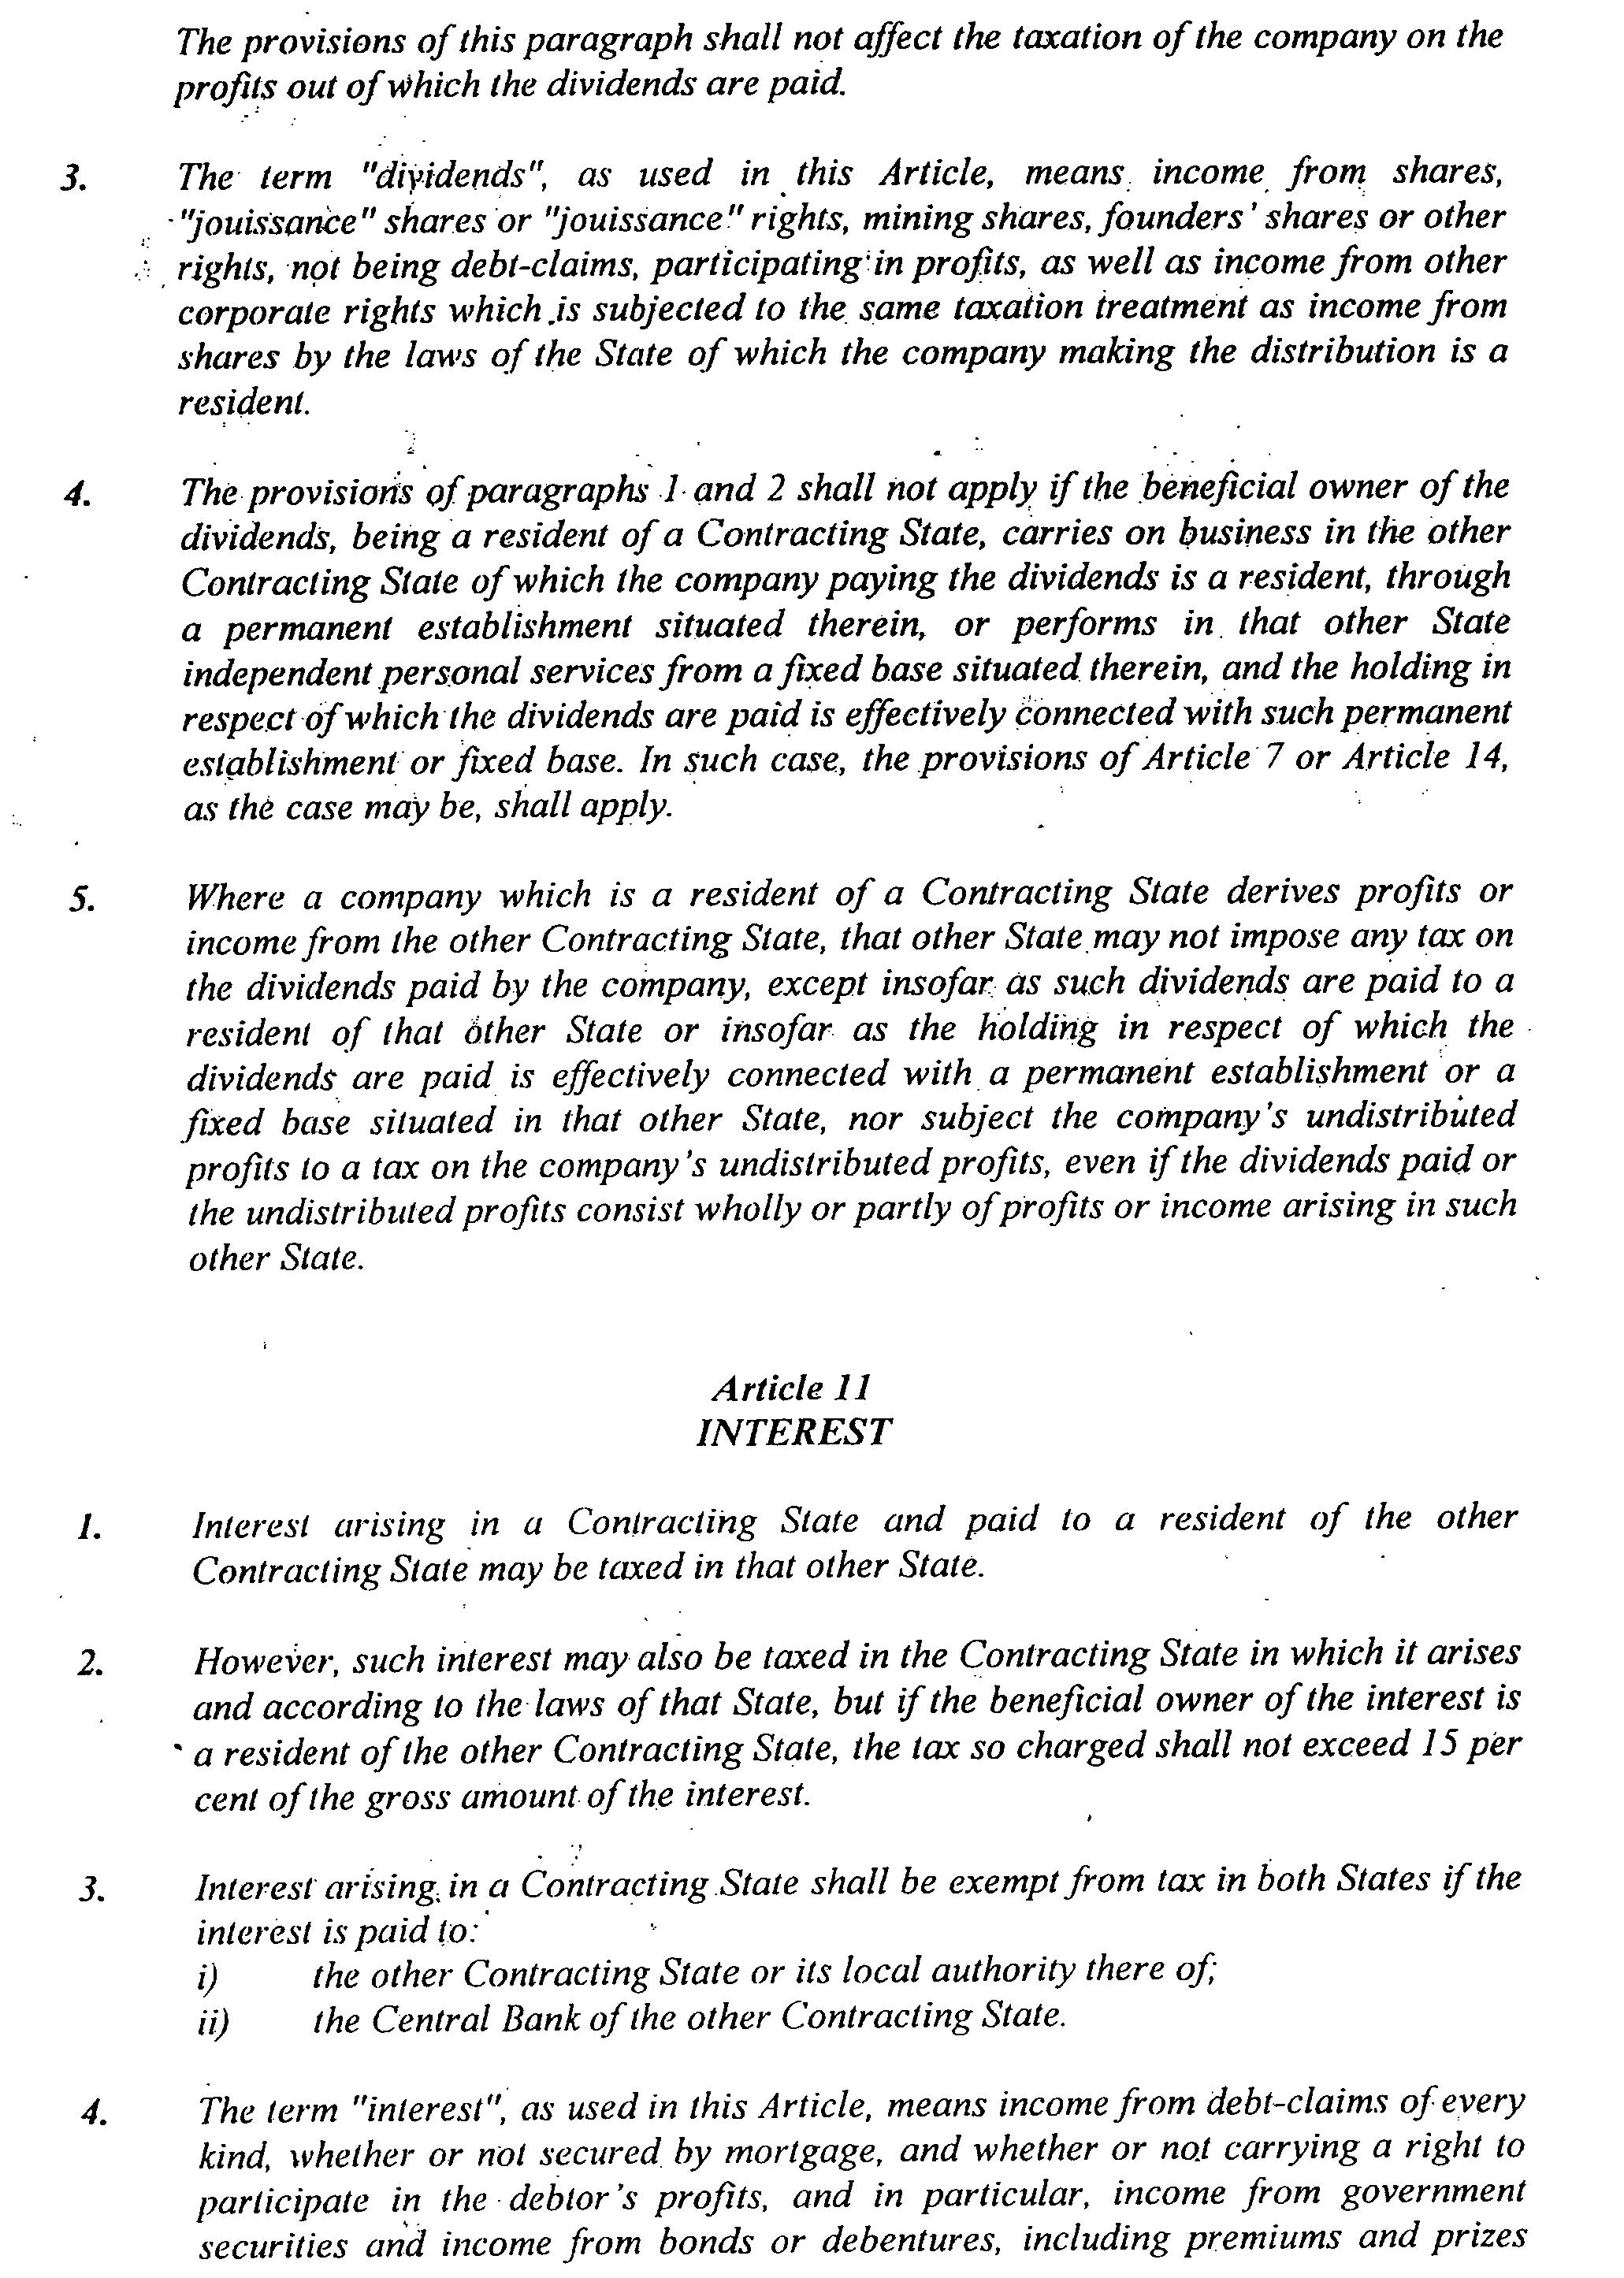 The provisions of this paragraph shall not affect the taxation of the company on the
profits out of which the dividends are paid.
3. The term "dividends", as used in this Article, means income from shares,
"jouissance" shares or "jouissance" rights, mining shares, founders' shares or other
rights, not being debt-claims, participating in profits, as well as income from other
corporate rights which is subjected to the same taxation treatment as income from
shares by the laws of the State of which the company making the distribution is a
resident.
4. The provisions of paragraphs 1 and 2 shall not apply if the beneficial owner of the
dividends, being a resident of a Contracting State, carries on business in the other
Contracting State of which the company paying the dividends is a resident, through
a permanent establishment situated therein, or performs in that other State
independent personal services from a fixed base situated therein, and the holding in
respect of which the dividends are paid is effectively connected with such permanent
establishment or fixed base. In such case, the provisions of Article 7 or Article 14,
as the case may be, shall apply.
5. Where a company which is a resident of a Contracting State derives profits or
income from the other Contracting State, that other State may not impose any tax on
the dividends paid by the company, except insofar as such dividends are paid to a
resident of that other State or insofar as the holding in respect of which the
dividends are paid is effectively connected with a permanent establishment or a
fixed base situated in that other State, nor subject the company's undistributed
profits to a tax on the company's undistributed profits, even if the dividends paid or
the undistributed profits consist wholly or partly of profits or income arising in such
other State.
Article 11
INTEREST
1. Interest arising in a Contracting State and paid to a resident of the other
Contracting State may be taxed in that other State.
2. However, such interest may also be taxed in the Contracting State in which it arises
and according to the laws of that State, but if the beneficial owner of the interest is
a resident of the other Contracting State, the tax so charged shall not exceed 15 per
cent of the gross amount of the interest.
3. Interest arising in a Contracting State shall be exempt from tax in both States if the
interest is paid to:
i) the other Contracting State or its local authority there of;
ii) the Central Bank of the other Contracting State.
4. The term "interest", as used in this Article, means income from debt-claims of every
kind, whether or not secured by mortgage, and whether or not carrying a right to
participate in the debtor's profits, and in particular, income from government
securities and income from bonds or debentures, including premiums and prizes